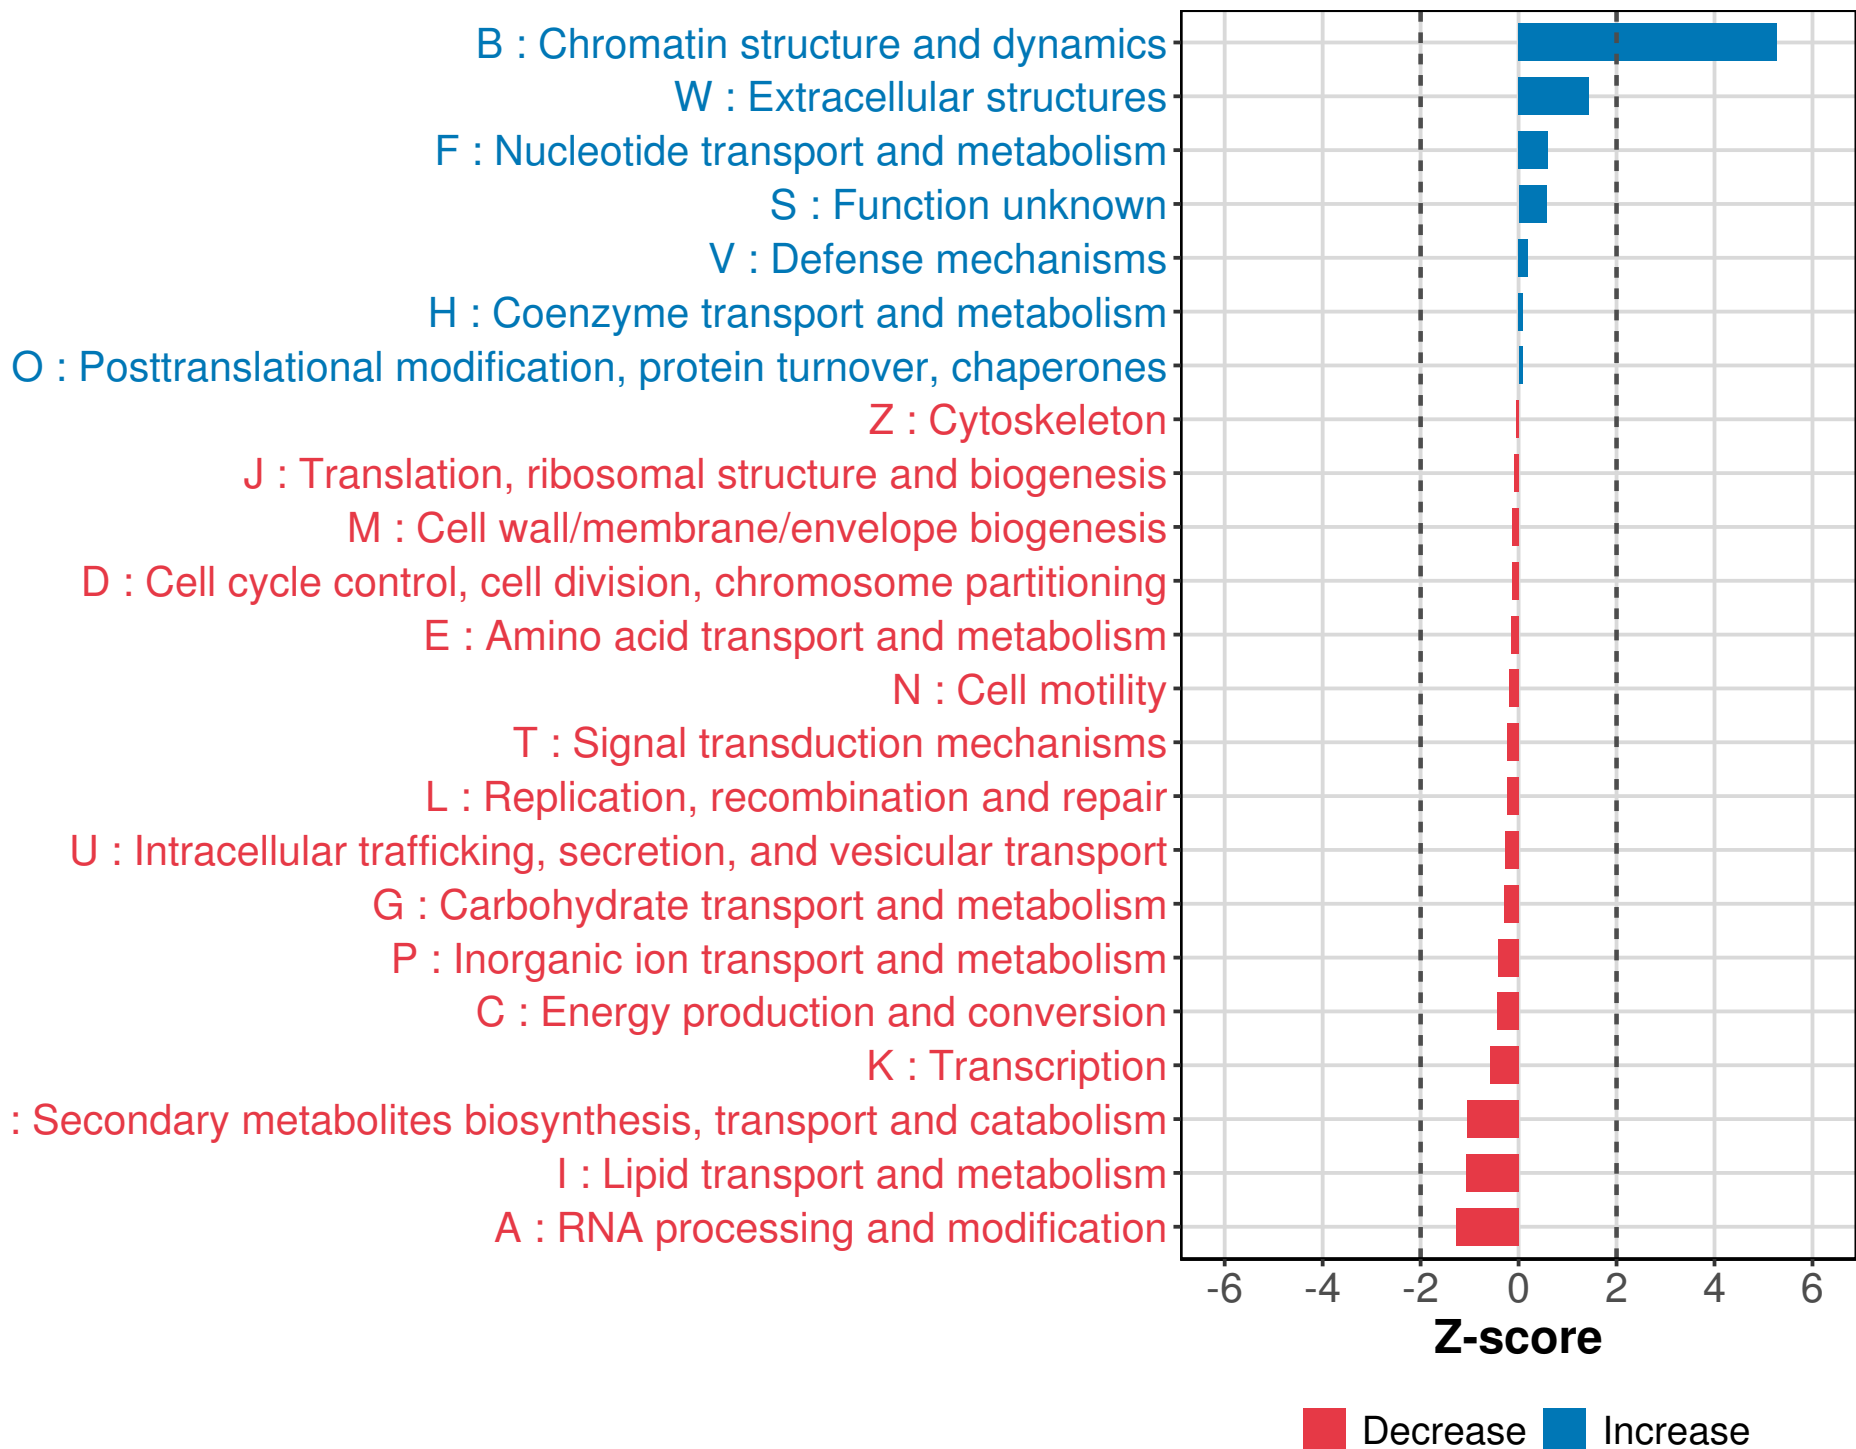 B : Chromatin structure and dynamics
W : Extracellular structures
F : Nucleotide transport and metabolism
S : Function unknown
V : Defense mechanisms
H : Coenzyme transport and metabolism
O : Posttranslational modification, protein turnover, chaperones
Z : Cytoskeleton
J : Translation, ribosomal structure and biogenesis
M : Cell wall/membrane/envelope biogenesis
D : Cell cycle control, cell division, chromosome partitioning
E : Amino acid transport and metabolism
N : Cell motility
T : Signal transduction mechanisms
L : Replication, recombination and repair
U : Intracellular trafficking, secretion, and vesicular transport
G : Carbohydrate transport and metabolism
P : Inorganic ion transport and metabolism
C : Energy production and conversion
K : Transcription
: Secondary metabolites biosynthesis, transport and catabolism
I : Lipid transport and metabolism
A : RNA processing and modification
-6 -4 -2 0 2 4 6
Z-score
Decrease Increase